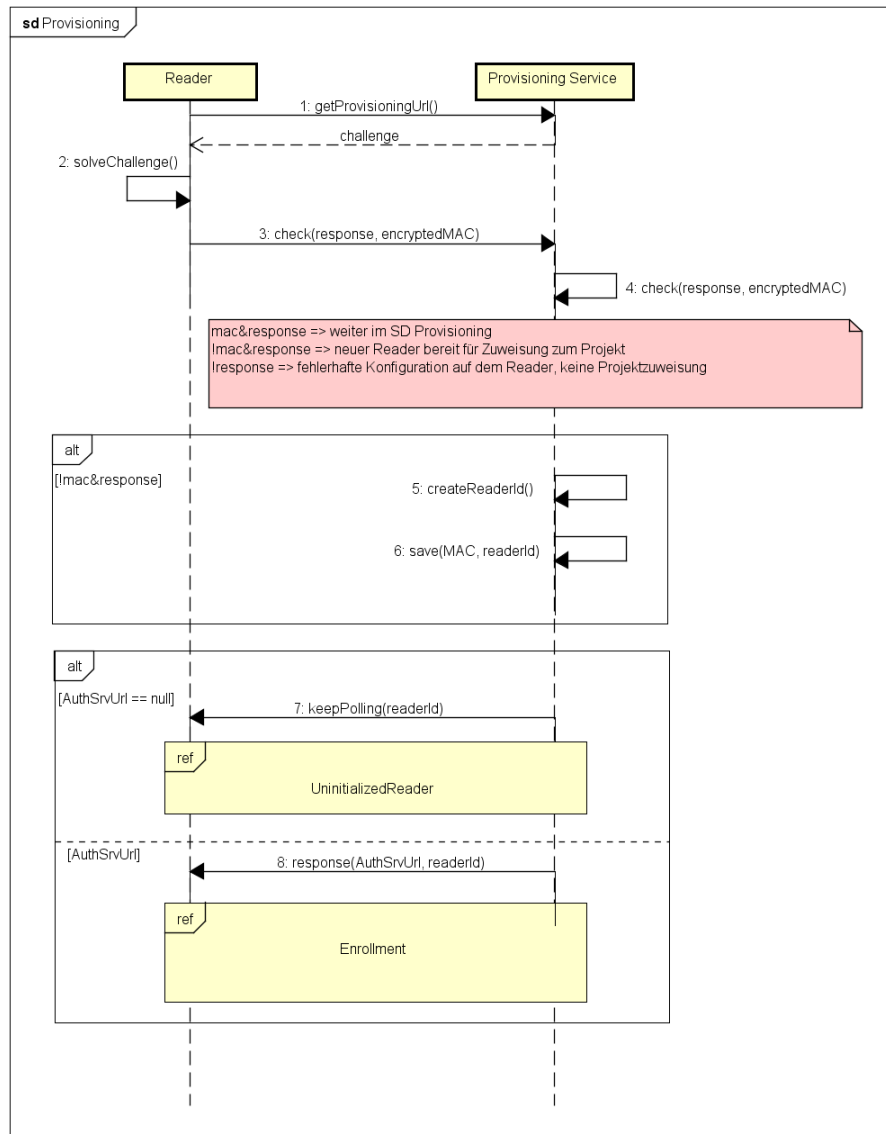 sd Provisioning
Reader
Provisioning Service
1: getProvisioningUrl()
challenge
2: solveChallenge()
3: check(response, encryptedMAC)
4: check(response, encryptedMAC)
mac&response => weiter im SD Provisioning
!mac&response => neuer Reader bereit für Zuweisung zum Projekt
!response => fehlerhafte Konfiguration auf dem Reader, keine Projektzuweisung
alt
[!mac&response]
5: createReaderId()
6: save(MAC, readerId)
alt
[AuthSrvUrl == null]
7: keepPolling(readerId)
ref
UninitializedReader
[AuthSrvUrl]
8: response(AuthSrvUrl, readerId)
ref
Enrollment